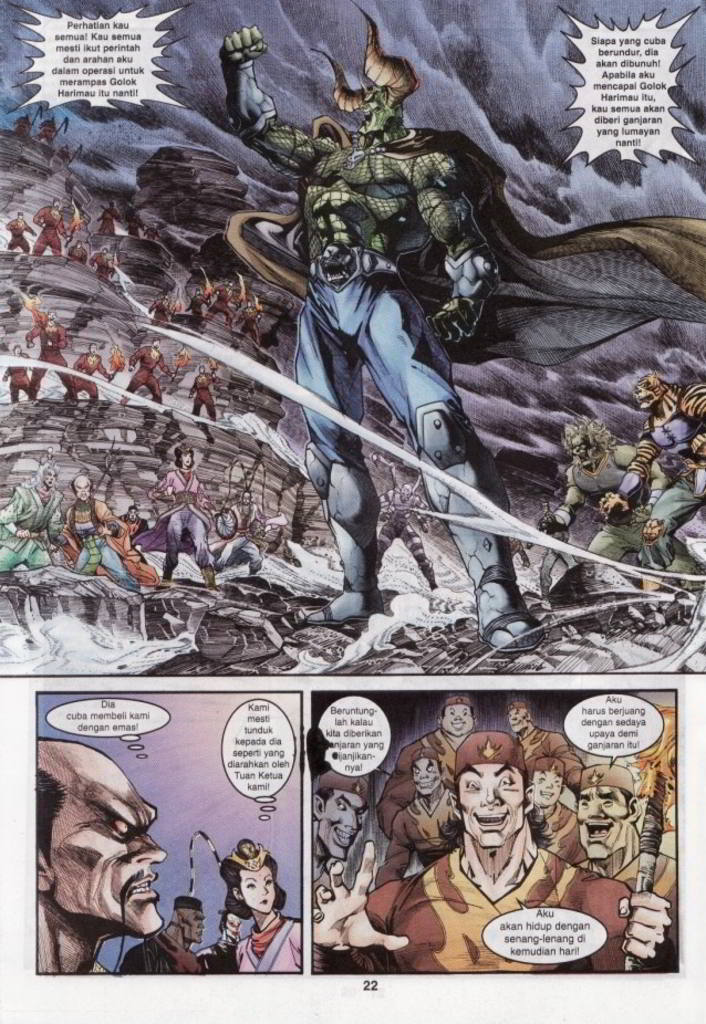 Perhatian kau
semua! Kau semua
mesti ikut perintah
dan arahan aku
dalam operasi untuk
merampas Golok
Harimau itu nanti!
Siapa yang cuba
berundur, dia
akan dibunuh!
Apabila aku
mencapai Golok
Harimau itu,
kau semua akan
diberi ganjaran
yang lumayan
nanti!
Dia
cuba membeli kami
dengan emas!
Kami
mesti
tunduk
kepada dia
seperti yang
diarahkan oleh
Tuan Ketua
kami!
Beruntung-
lah kalau
kita diberikan
ganjaran yang
dijanjikan-
nya!
Aku
harus berjuang
dengan sedaya
upaya demi
ganjaran itu!
Aku
akan hidup dengan
senang-lenang di
kemudian hari!
22